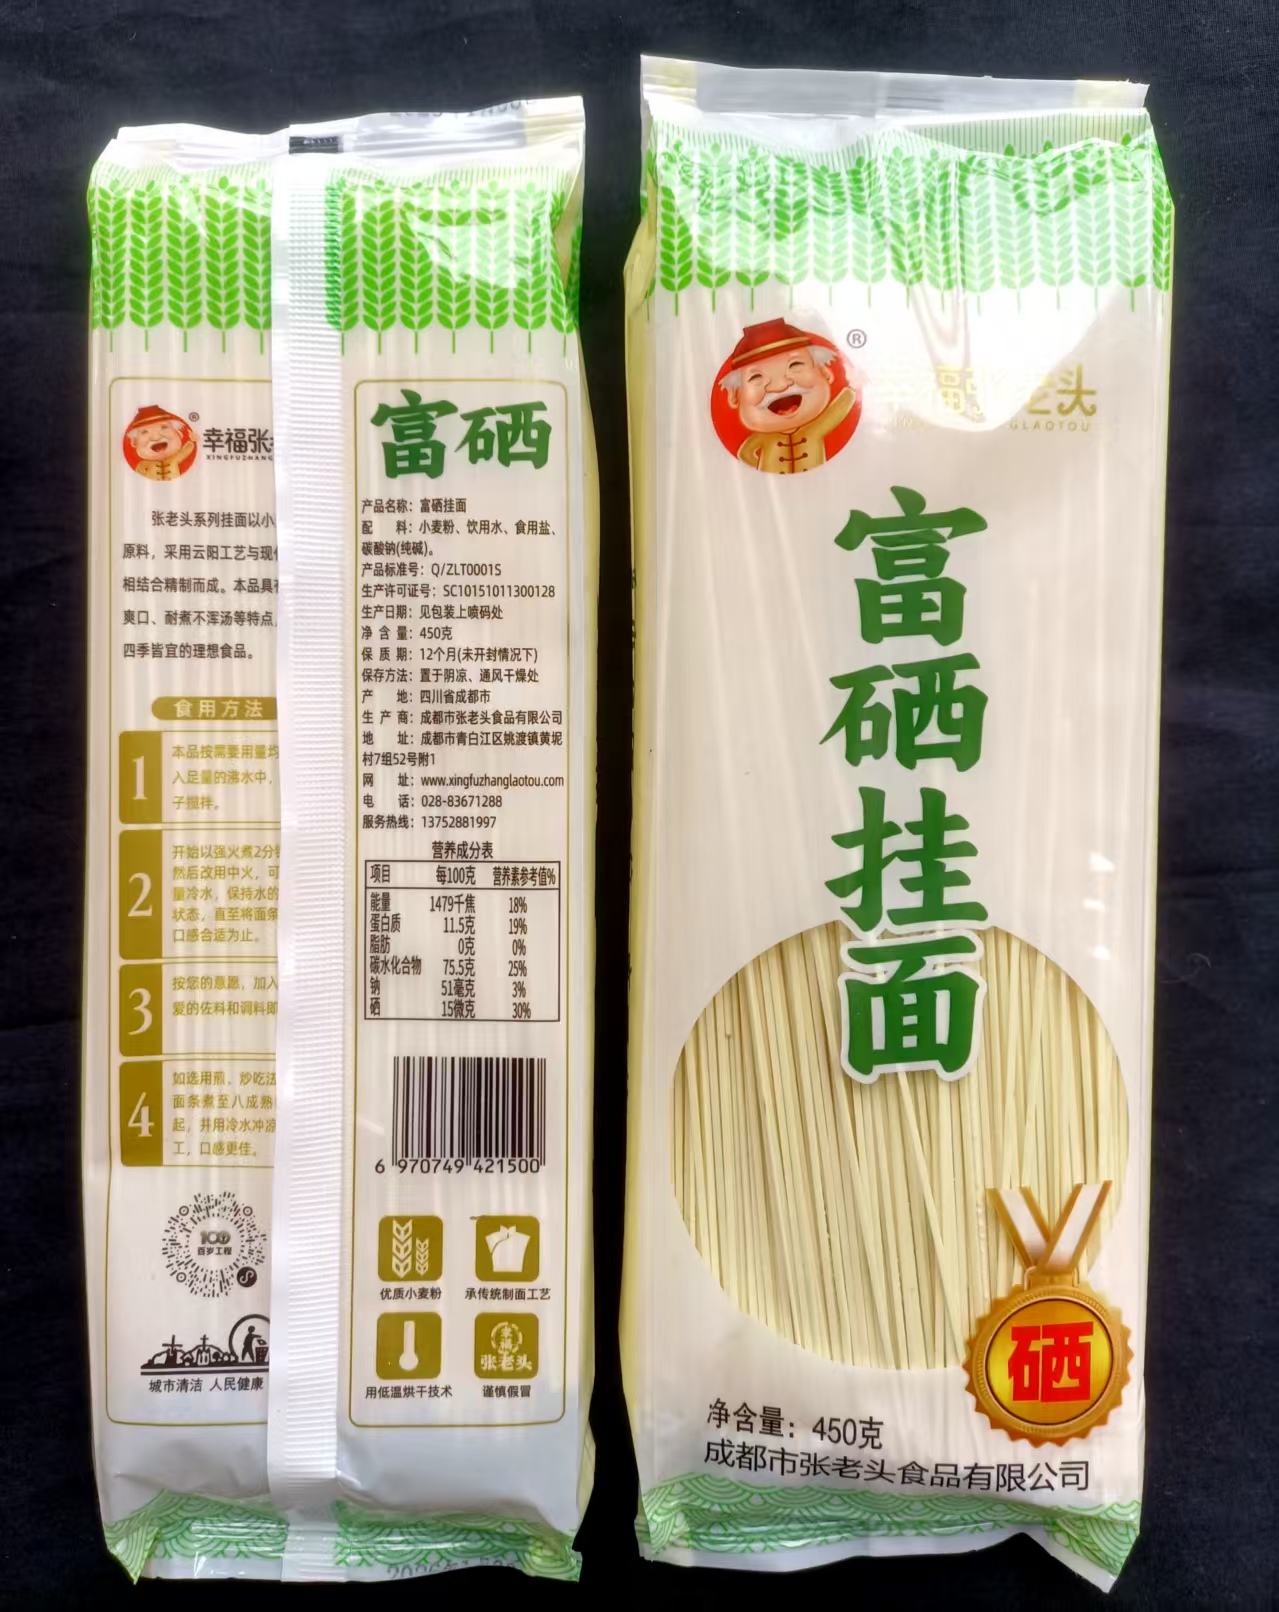 幸福张
XINGFUZHANG
®
张老头系列挂面以小
原料，采用云阳工艺与现
相结合精制而成。本品具
爽口、耐煮不浑汤等特点，
四季皆宜的理想食品。
食用方法
1
本品按需要用量均
入足量的沸水中，
子搅拌。
2
开始以强火煮2分
然后改用中火，可
量冷水，保持水的
状态，直至将面条
口感合适为止。
3
按您的意愿，加入
爱的佐料和调料即
4
如选用煎，炒吃法
面条煮至八成熟
起，并用冷水冲凉
工，口感更佳。
100
百岁工程
城市清洁 人民健康
富硒
产品名称：富硒挂面
配 料：小麦粉、饮用水、食用盐、
碳酸钠(纯碱)。
产品标准号：Q/ZLT0001S
生产许可证号：SC10151011300128
生产日期：见包装上喷码处
净 含 量：450克
保 质 期：12个月(未开封情况下)
保存方法：置于阴凉、通风干燥处
产 地：四川省成都市
生 产 商：成都市张老头食品有限公司
地 址：成都市青白江区姚渡镇黄坭
村7组52号附1
网 址：www.xingfuzhanglaotou.com
电 话：028-83671288
服务热线：13752881997
营养成分表
项目 每100克 营养素参考值%
能量 1479千焦 18%
蛋白质 11.5克 19%
脂肪 0克 0%
碳水化合物 75.5克 25%
钠 51毫克 3%
硒 15微克 30%
6 970749 421500
优质小麦粉 承传统制面工艺
幸福
张老头
用低温烘干技术 谨慎假冒
®
幸福 老头
GLAOTOU
富硒挂面
硒
净含量：450克
成都市张老头食品有限公司